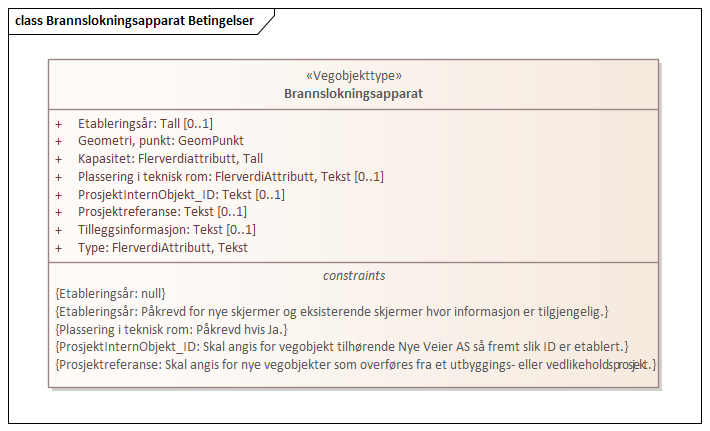 class Brannslokningsapparat Betingelser
«Vegobjekttype»
Brannslokningsapparat
+ Etableringsår: Tall [0..1]
+ Geometri, punkt: GeomPunkt
+ Kapasitet: Flerverdiattributt, Tall
+ Plassering i teknisk rom: FlerverdiAttributt, Tekst [0..1]
+ ProsjektInternObjekt_ID: Tekst [0..1]
+ Prosjektreferanse: Tekst [0..1]
+ Tilleggsinformasjon: Tekst [0..1]
+ Type: FlerverdiAttributt, Tekst
constraints
{Etableringsår: null}
{Etableringsår: Påkrevd for nye skjermer og eksisterende skjermer hvor informasjon er tilgjengelig.}
{Plassering i teknisk rom: Påkrevd hvis Ja.}
{ProsjektInternObjekt_ID: Skal angis for vegobjekt tilhørende Nye Veier AS så fremt slik ID er etablert.}
{Prosjektreferanse: Skal angis for nye vegobjekter som overføres fra et utbyggings- eller vedlikeholdsprosjekt.}